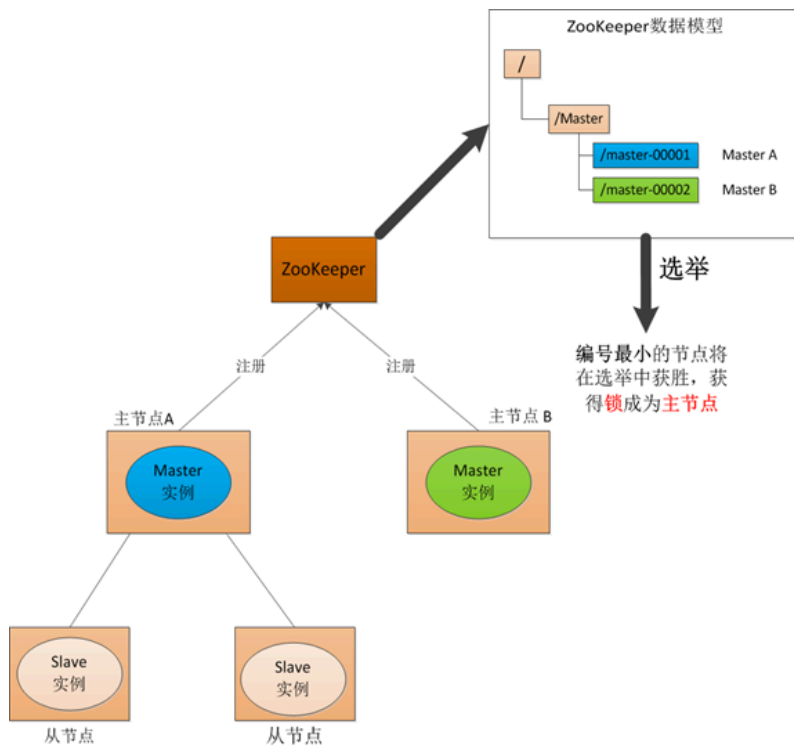 ZooKeeper数据模型
/
/Master
/master-00001
Master A
/master-00002
Master B
ZooKeeper
选举
编号最小的节点将
在选举中获胜，获
得锁成为主节点
注册
注册
主节点A
主节点 B
Master
实例
Master
实例
Slave
实例
Slave
实例
从节点
从节点